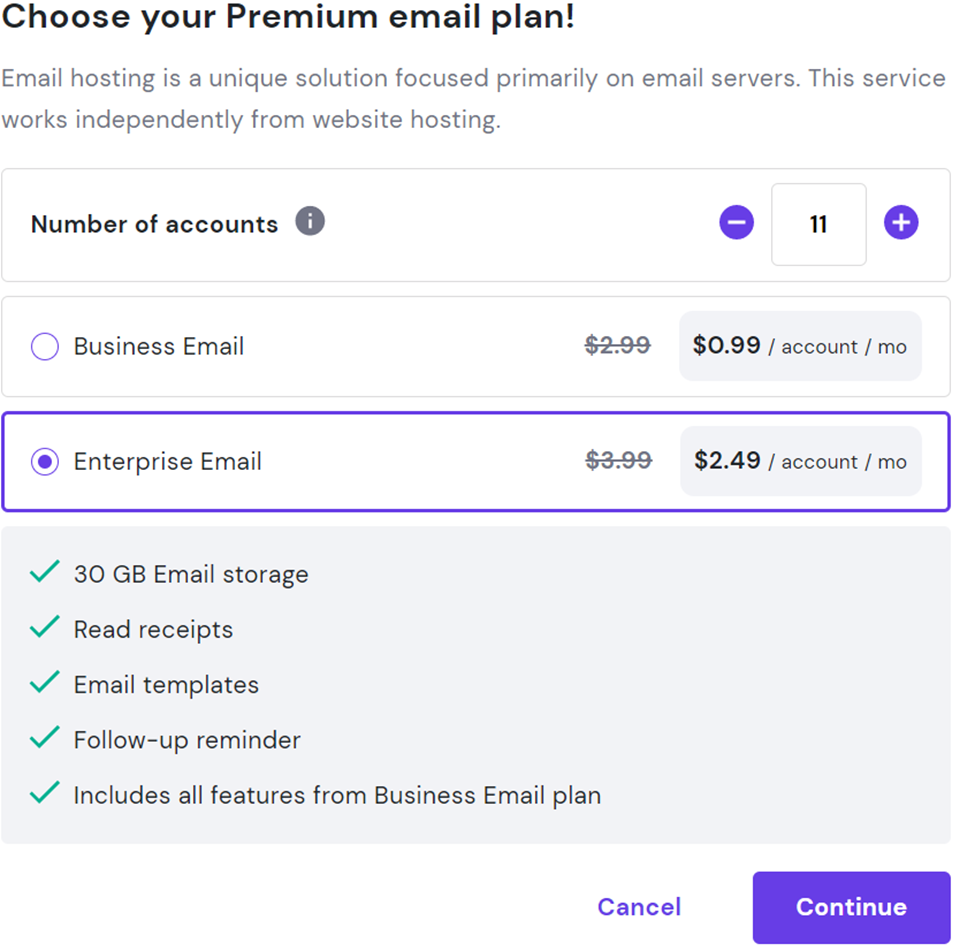 Choose your Premium email plan!
Email hosting is a unique solution focused primarily on email servers. This service
works independently from website hosting.
Number of accounts i − 11 +
Business Email $2.99 $0.99 / account / mo
Enterprise Email $3.99 $2.49 / account / mo
30 GB Email storage
Read receipts
Email templates
Follow-up reminder
Includes all features from Business Email plan
Cancel Continue